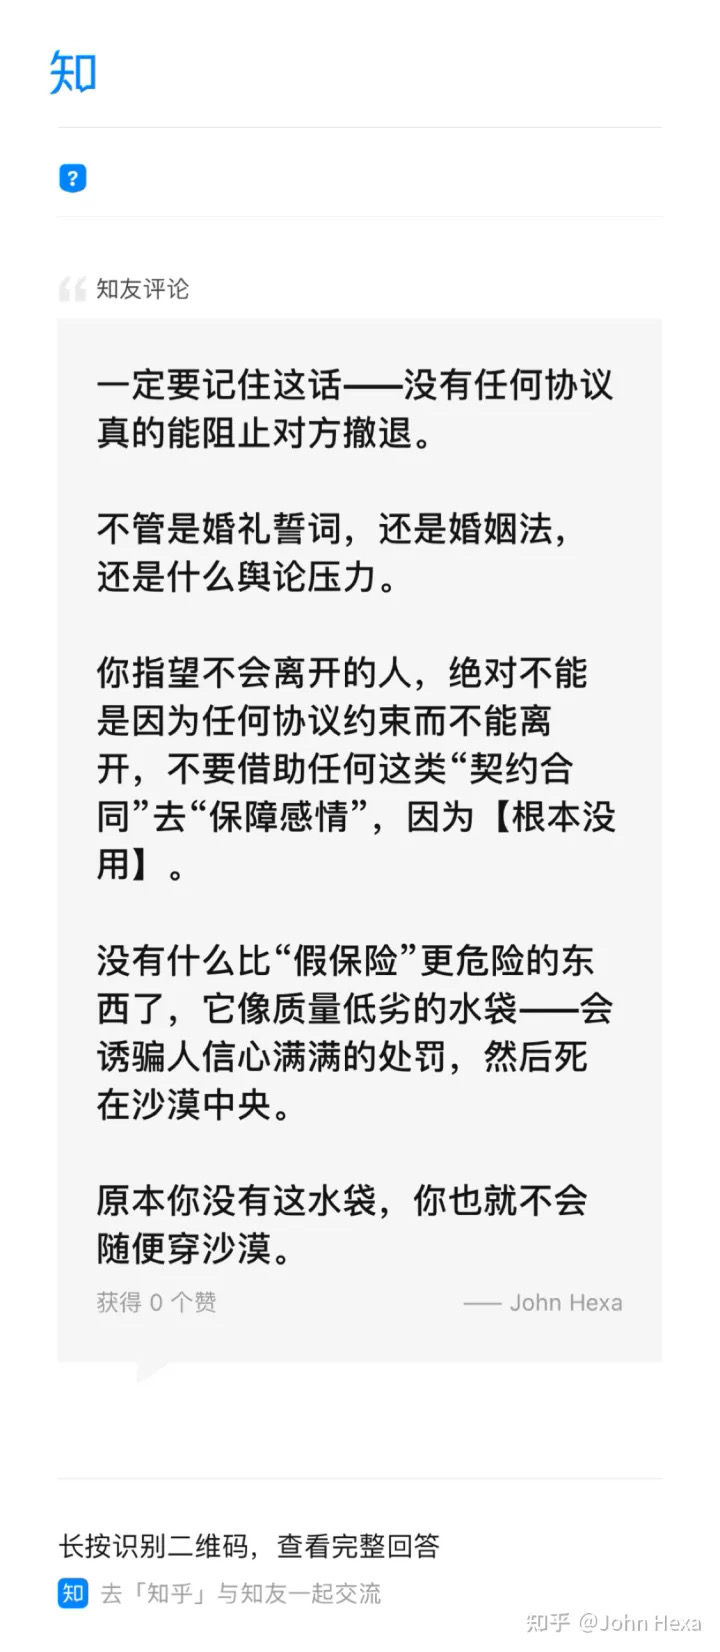 知
?
知友评论
一定要记住这话——没有任何协议
真的能阻止对方撤退。
不管是婚礼誓词，还是婚姻法，
还是什么舆论压力。
你指望不会离开的人，绝对不能
是因为任何协议约束而不能离
开，不要借助任何这类“契约合
同”去“保障感情”，因为【根本没
用】。
没有什么比“假保险”更危险的东
西了，它像质量低劣的水袋——会
诱骗人信心满满的处罚，然后死
在沙漠中央。
原本你没有这水袋，你也就不会
随便穿沙漠。
获得 0 个赞 —— John Hexa
长按识别二维码，查看完整回答
知 去「知乎」与知友一起交流
知乎 @John Hexa